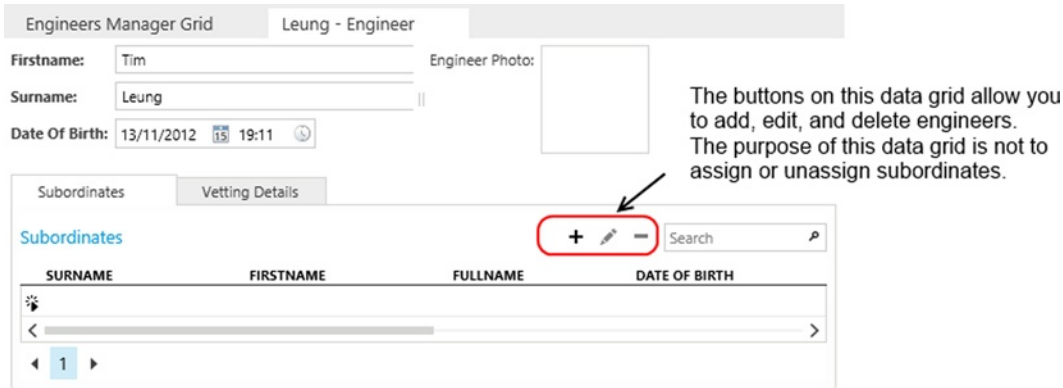 Engineers Manager Grid Leung - Engineer
Firstname: Tim Engineer Photo:
Surname: Leung
Date Of Birth: 13/11/2012 15 19:11
The buttons on this data grid allow you
to add, edit, and delete engineers.
The purpose of this data grid is not to
assign or unassign subordinates.
Subordinates Vetting Details
Subordinates Search
SURNAME FIRSTNAME FULLNAME DATE OF BIRTH
1